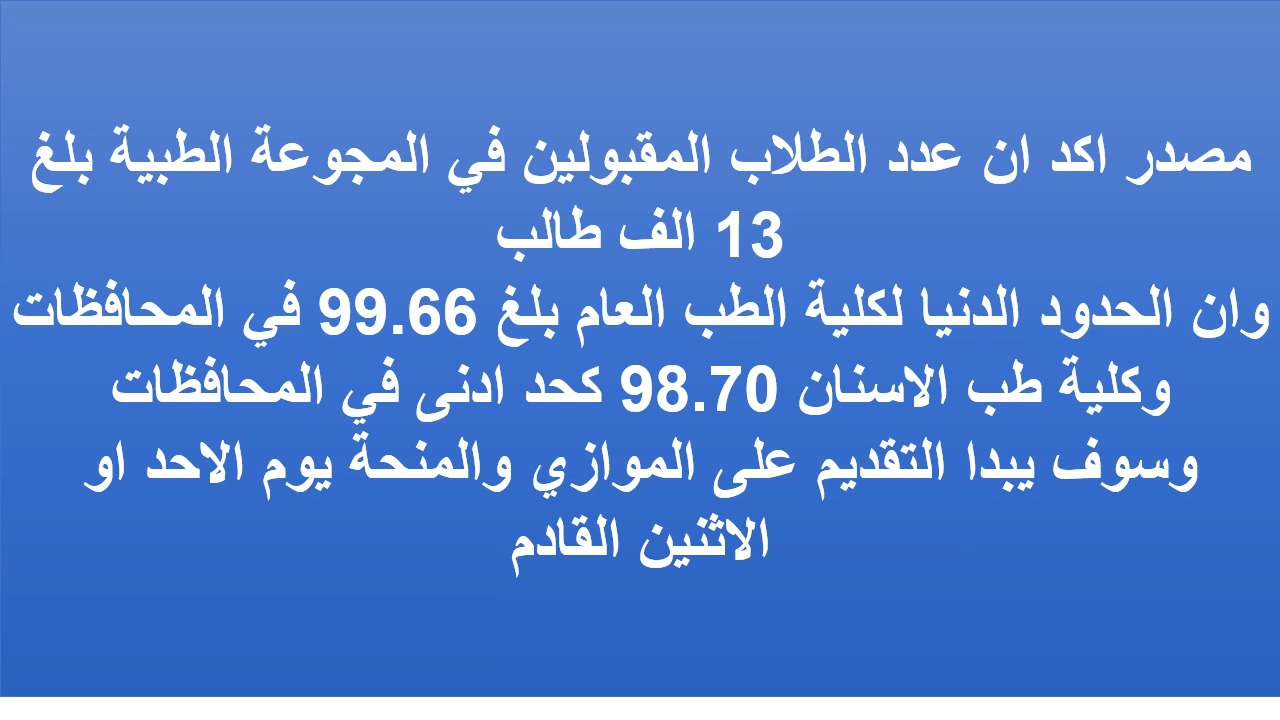 مصدر اكد ان عدد الطلاب المقبولين في المجوعة الطبية بلغ
13 الف طالب
وان الحدود الدنيا لكلية الطب العام بلغ 99.66 في المحافظات
وكلية طب الاسنان 98.70 كحد ادنى في المحافظات
وسوف يبدا التقديم على الموازي والمنحة يوم الاحد او
الاثنين القادم